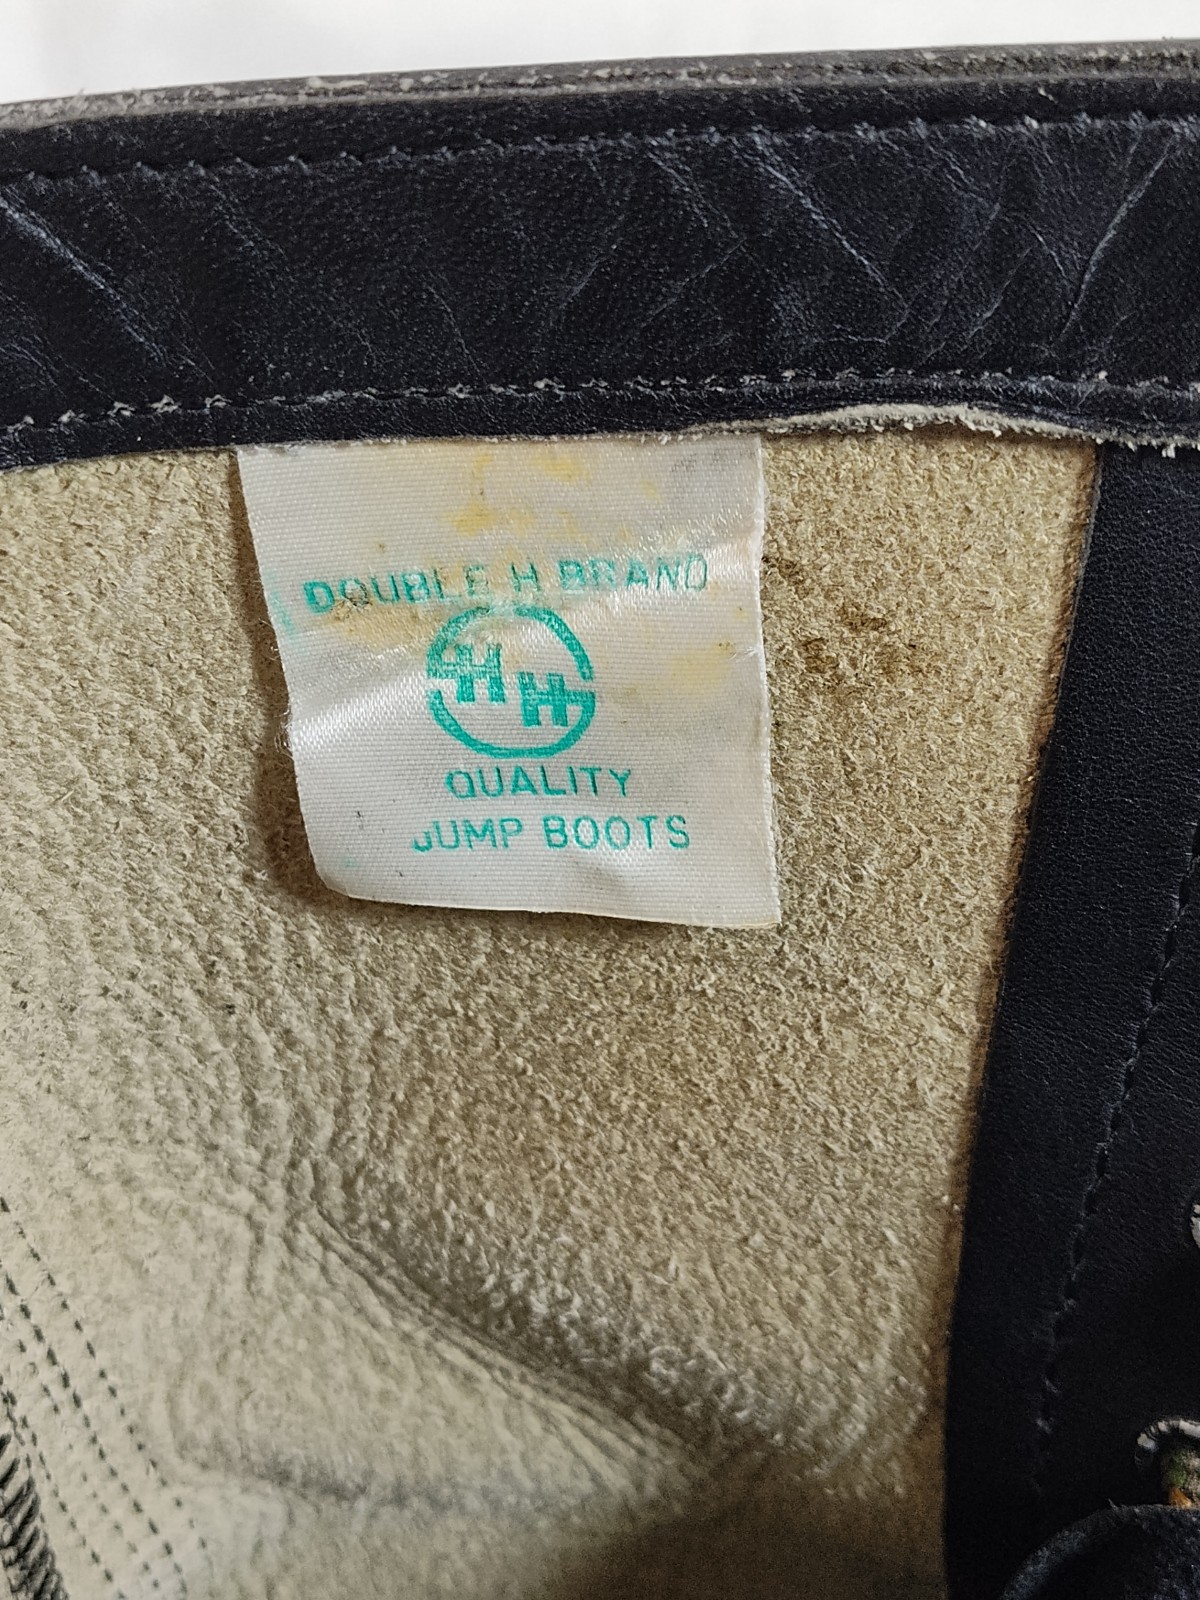 DOUBLE H BRAND
HH
QUALITY
JUMP BOOTS